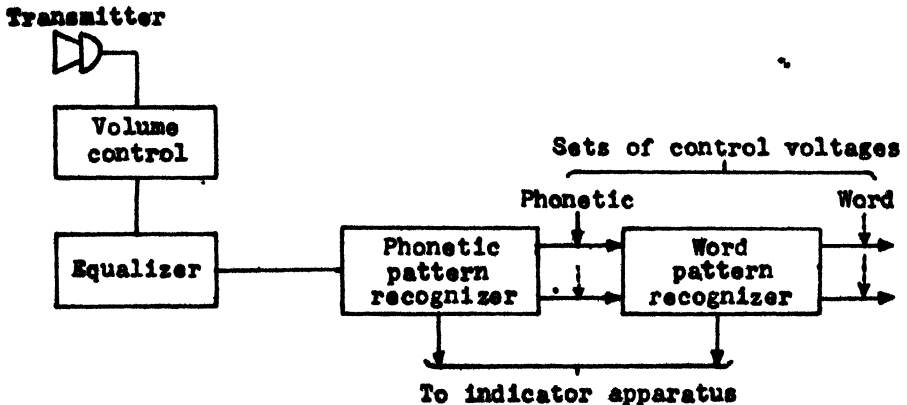 Transmitter
Volume
control
Equalizer
Sets of control voltages
Phonetic
Word
Phonetic
pattern
recognizer
Word
pattern
recognizer
To indicator apparatus